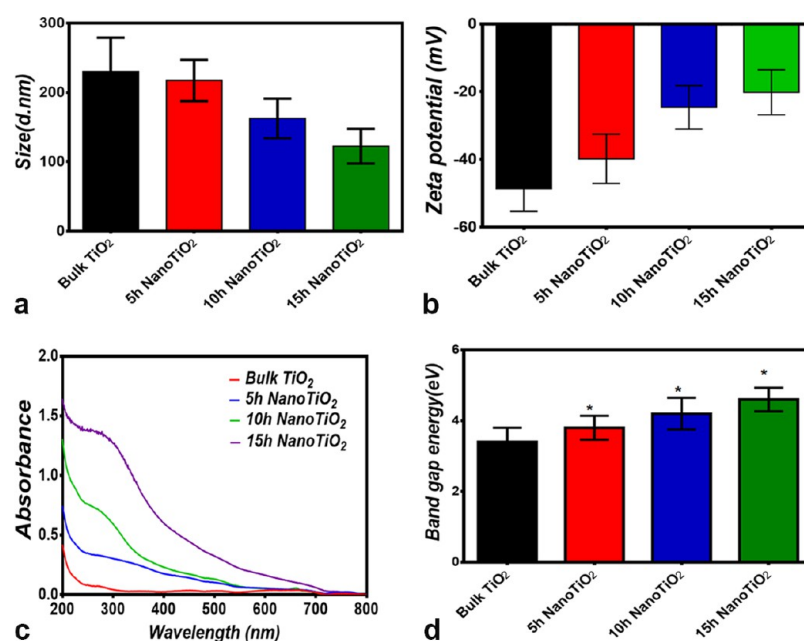 300
200
100
0
Size(d.nm)
Bulk TiO2
5h NanoTiO2
10h NanoTiO2
15h NanoTiO2
a
0
-20
-40
-60
Zeta potential (mV)
Bulk TiO2
5h NanoTiO2
10h NanoTiO2
15h NanoTiO2
b
2.0
1.5
1.0
0.5
0.0
Absorbance
Bulk TiO2
5h NanoTiO2
10h NanoTiO2
15h NanoTiO2
200 300 400 500 600 700 800
Wavelength (nm)
c
6
4
2
0
Band gap energy(eV)
* * *
Bulk TiO2
5h NanoTiO2
10h NanoTiO2
15h NanoTiO2
d